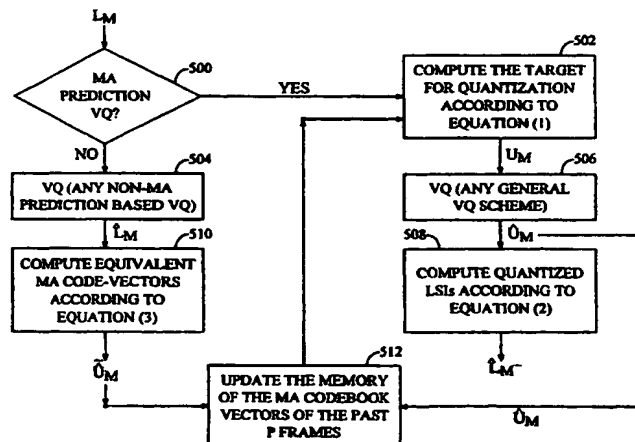 L_M
500
MA
PREDICTION
VQ?
YES
NO
502
COMPUTE THE TARGET
FOR QUANTIZATION
ACCORDING TO
EQUATION (1)
U_M
504
VQ (ANY NON-MA
PREDICTION BASED VQ)
L̂_M
506
VQ (ANY GENERAL
VQ SCHEME)
Û_M
510
COMPUTE EQUIVALENT
MA CODE-VECTORS
ACCORDING TO
EQUATION (3)
508
COMPUTE QUANTIZED
LSIs ACCORDING TO
EQUATION (2)
Ũ̂_M
L̂_M
512
UPDATE THE MEMORY
OF THE MA CODEBOOK
VECTORS OF THE PAST
P FRAMES
Û_M